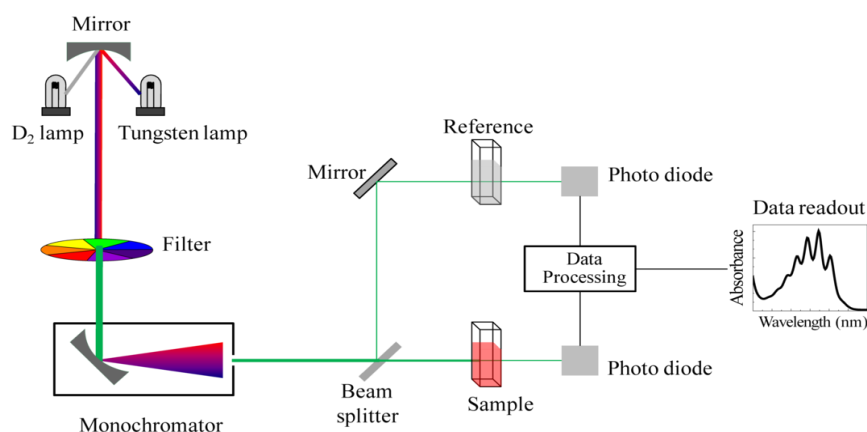 Mirror
D₂ lamp
Tungsten lamp
Filter
Monochromator
Mirror
Beam
splitter
Reference
Sample
Photo diode
Data
Processing
Photo diode
Data readout
Absorbance
Wavelength (nm)